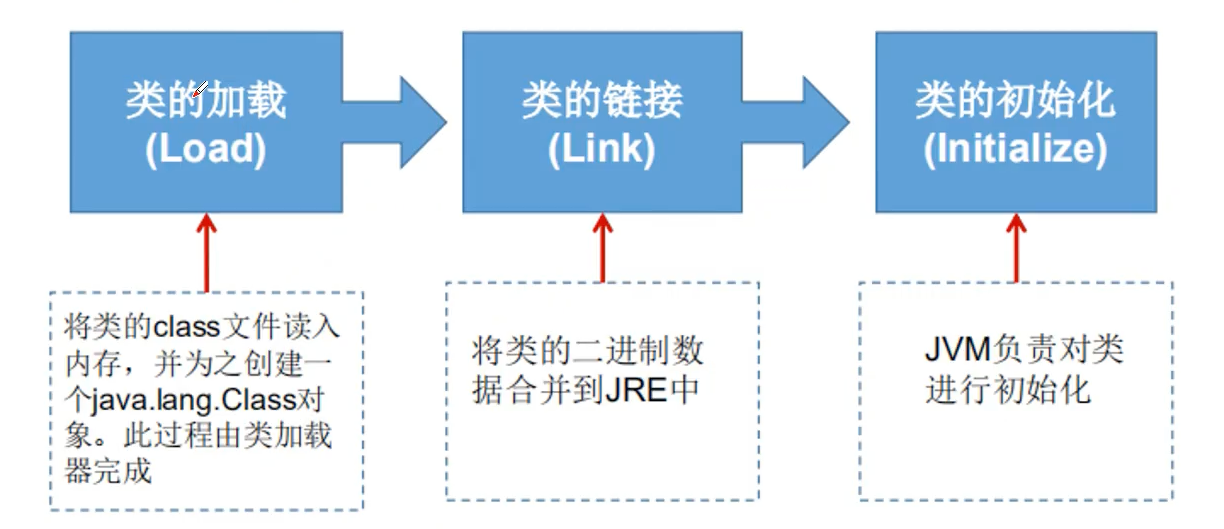 类的加载
(Load)
类的链接
(Link)
类的初始化
(Initialize)
将类的class文件读入
内存，并为之创建一
个java.lang.Class对
象。此过程由类加载
器完成
将类的二进制数
据合并到JRE中
JVM负责对类
进行初始化